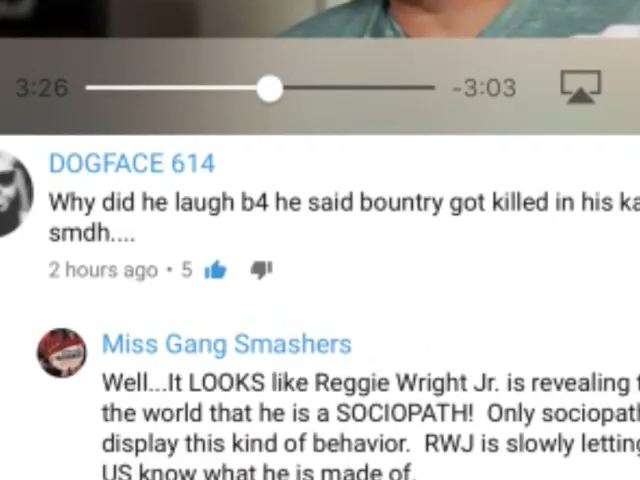 3:26 -3:03
DOGFACE 614
Why did he laugh b4 he said bountry got killed in his
smdh....
2 hours ago • 5
Miss Gang Smashers
Well...It LOOKS like Reggie Wright Jr. is revealing
the world that he is a SOCIOPATH! Only
display this kind of behavior. RWJ is slowly
US know what he is made of.